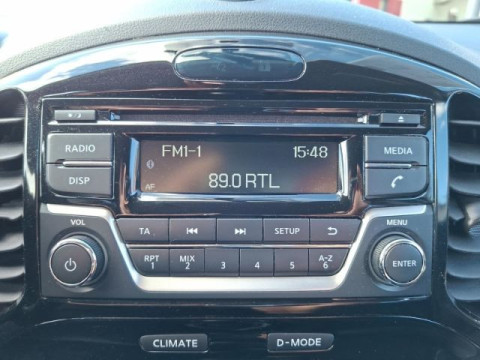 RADIO
DISP
FM1-1 15:48
AF 89.0 RTL
MEDIA
VOL
TA
SETUP
MENU
RPT 1
MIX 2
3
4
5
A-Z 6
ENTER
CLIMATE
D-MODE